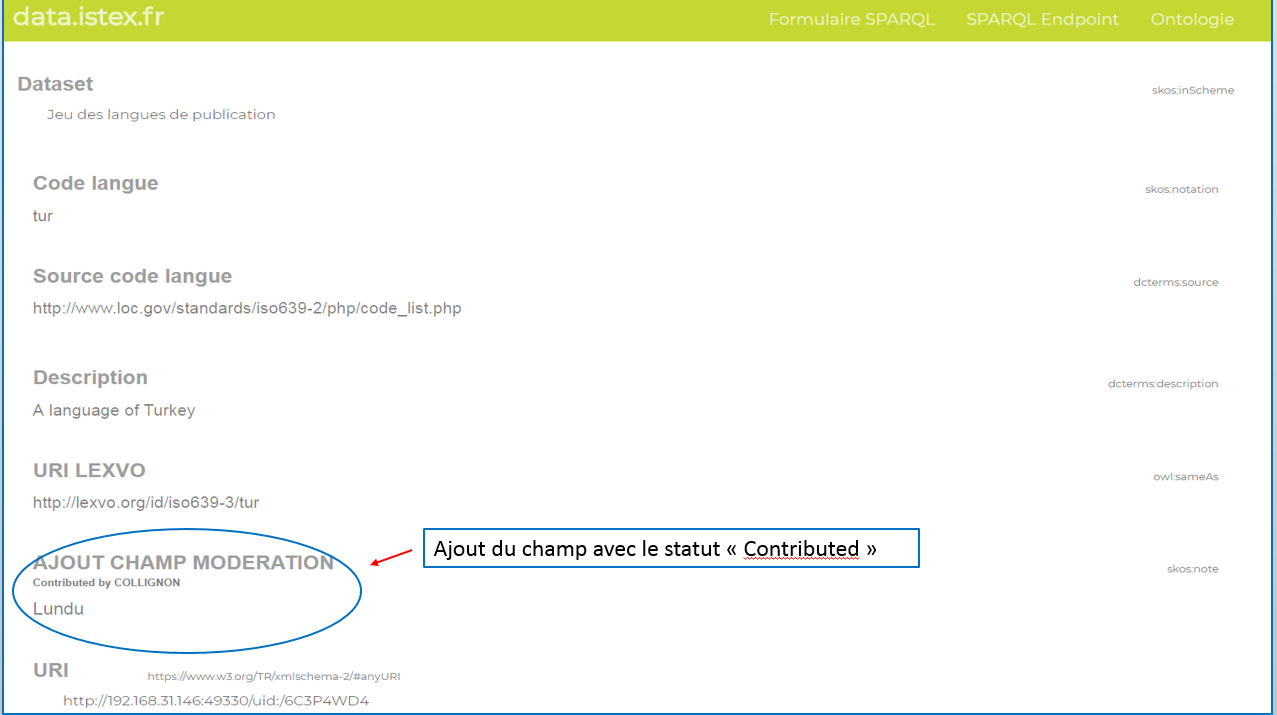 data.istex.fr Formulaire SPARQL SPARQL Endpoint Ontologie
Dataset skos:inScheme
Jeu des langues de publication
Code langue skos:notation
tur
Source code langue dcterms:source
http://www.loc.gov/standards/iso639-2/php/code_list.php
Description dcterms:description
A language of Turkey
URI LEXVO owl:sameAs
http://lexvo.org/id/iso639-3/tur
Ajout du champ avec le statut « Contributed »
AJOUT CHAMP MODERATION skos:note
Contributed by COLLIGNON
Lundu
URI https://www.w3.org/TR/xmlschema-2/#anyURI
http://192.168.31.146:49330/uid:/6C3P4WD4